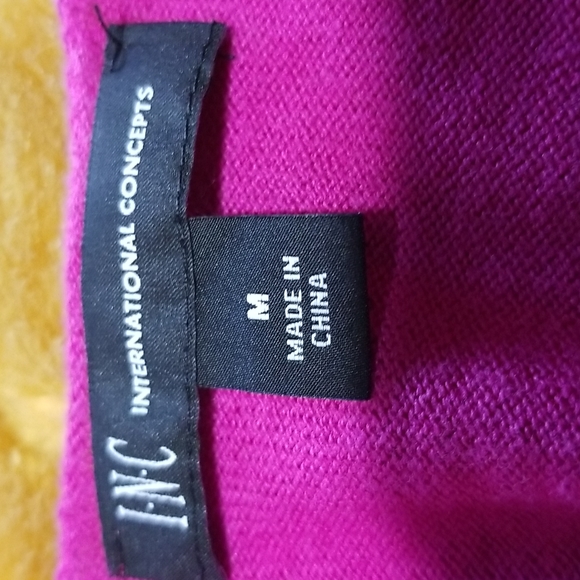 I·N·C INTERNATIONAL CONCEPTS
M
MADE IN
CHINA